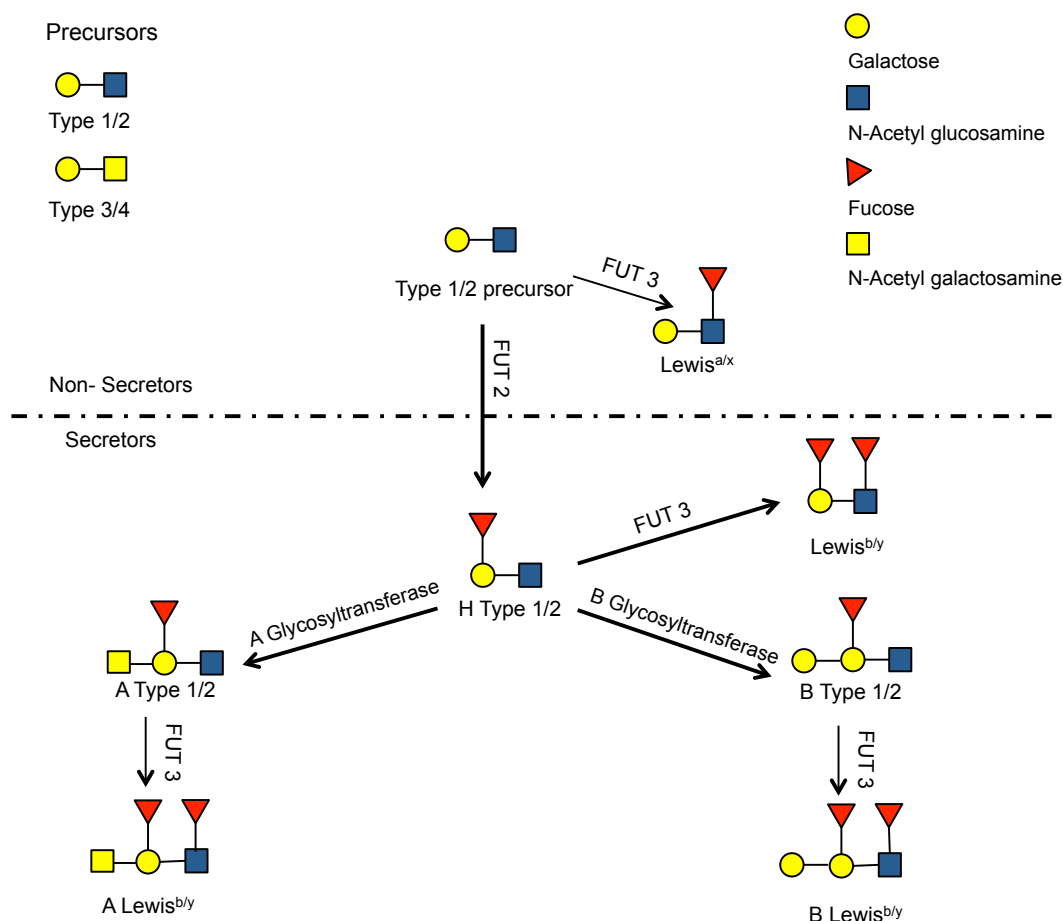 Precursors
Type 1/2
Type 3/4
Galactose
N-Acetyl glucosamine
Fucose
N-Acetyl galactosamine
Type 1/2 precursor
FUT 3
Lewisa/x
FUT 2
Non- Secretors
Secretors
FUT 3
Lewisb/y
H Type 1/2
A Glycosyltransferase
B Glycosyltransferase
A Type 1/2
B Type 1/2
FUT 3
FUT 3
A Lewisb/y
B Lewisb/y